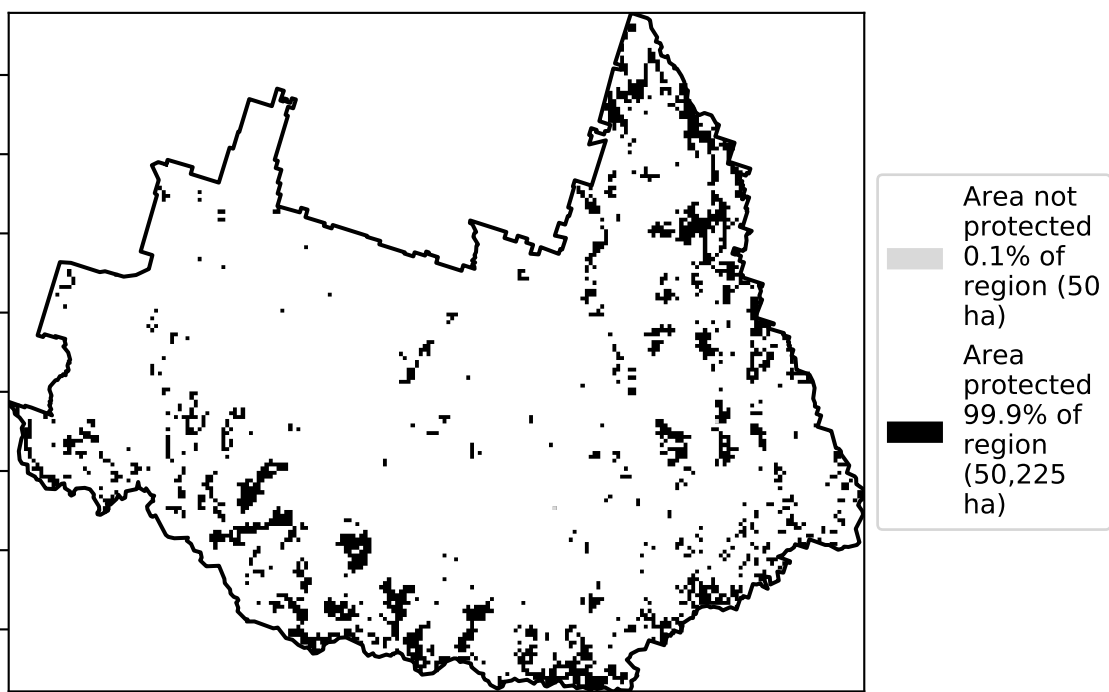 Area not
protected
0.1% of
region (50
ha)
Area
protected
99.9% of
region
(50,225
ha)